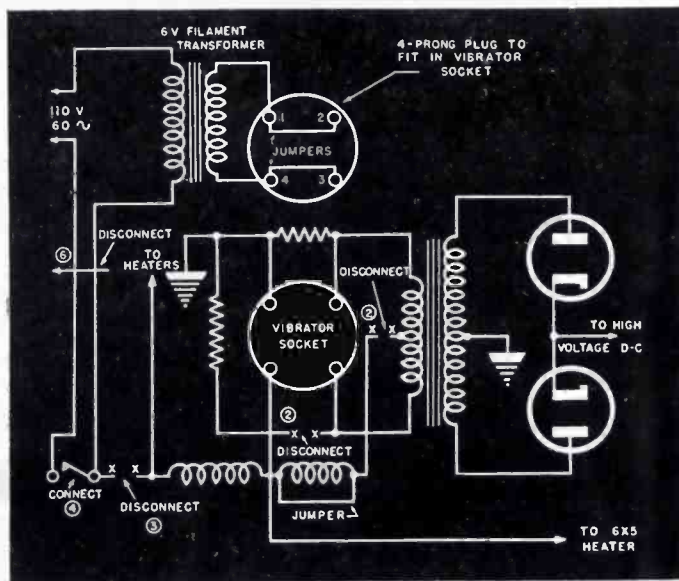 6V FILAMENT
TRANSFORMER
4-PRONG PLUG TO
FIT IN VIBRATOR
SOCKET
110 V
60 ~
1 2
JUMPERS
4 3
DISCONNECT
⑥
TO
HEATERS
DISCONNECT
②
VIBRATOR
SOCKET
TO HIGH
VOLTAGE D-C
②
DISCONNECT
CONNECT
④
DISCONNECT
③
JUMPER
TO 6X5
HEATER